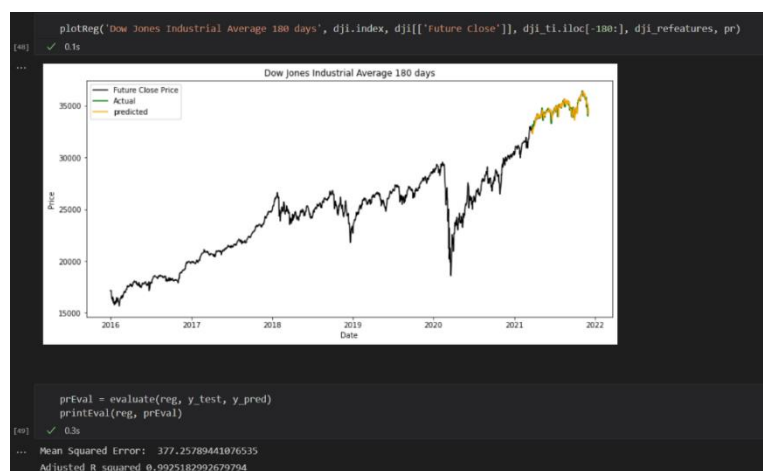 plotReg('Dow Jones Industrial Average 180 days', dji.index, dji[['Future Close']], dji_ti.iloc[-180:], dji_refeatures, pr)
[48] ✓ 0.1s
...
Dow Jones Industrial Average 180 days
Future Close Price
Actual
predicted
35000
30000
25000
20000
15000
Price
2016 2017 2018 2019 2020 2021 2022
Date
prEval = evaluate(reg, y_test, y_pred)
printEval(reg, prEval)
[49] ✓ 0.3s
... Mean Squared Error: 377.25789441076535
Adjusted R squared 0.9925182992679794